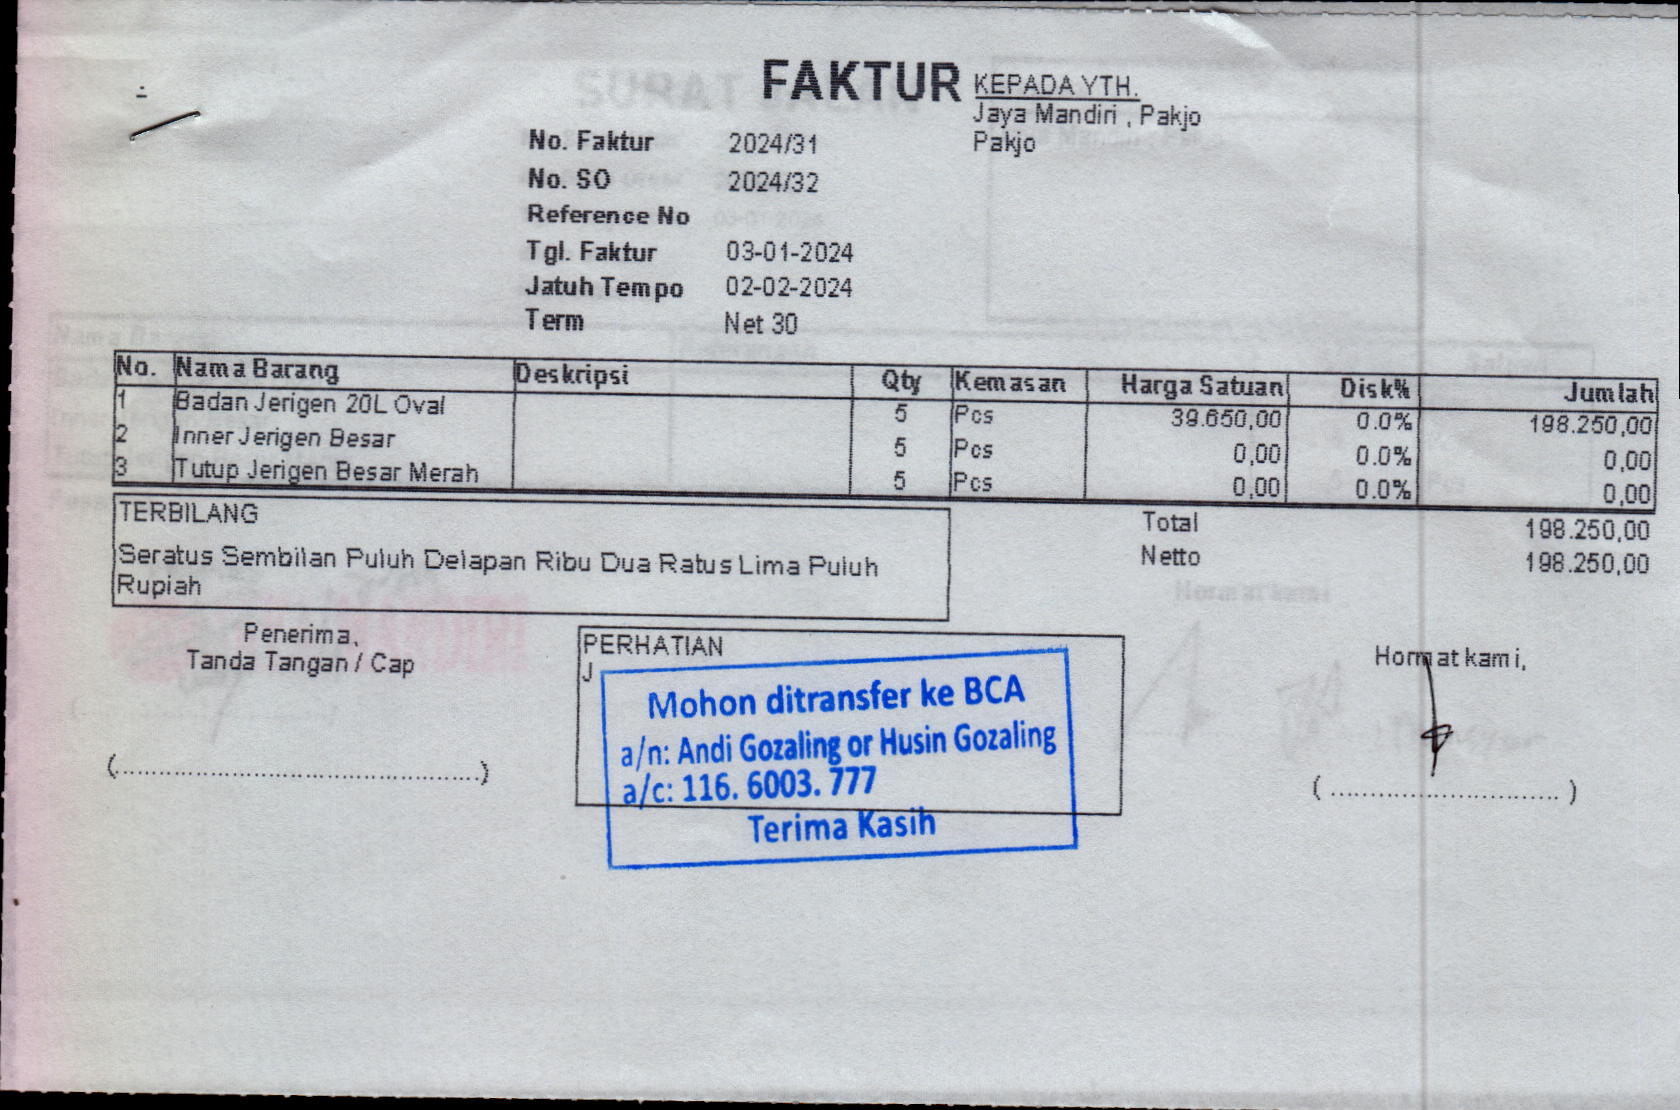 FAKTUR
KEPADA YTH.
Jaya Mandiri , Pakjo
Pakjo
No. Faktur 2024/31
No. SO 2024/32
Reference No
Tgl. Faktur 03-01-2024
Jatuh Tempo 02-02-2024
Term Net 30
No. Nama Barang Deskripsi Qty Kemasan Harga Satuan Disk% Jumlah
1 Badan Jerigen 20L Oval 5 Pcs 39.650,00 0.0% 198.250,00
2 Inner Jerigen Besar 5 Pcs 0,00 0.0% 0,00
3 Tutup Jerigen Besar Merah 5 Pcs 0,00 0.0% 0,00
TERBILANG
Seratus Sembilan Puluh Delapan Ribu Dua Ratus Lima Puluh
Rupiah
Total 198.250,00
Netto 198.250,00
Penerima,
Tanda Tangan / Cap
(................................................)
PERHATIAN
J
Mohon ditransfer ke BCA
a/n: Andi Gozaling or Husin Gozaling
a/c: 116. 6003. 777
Terima Kasih
Hormat kami,
( .............................. )